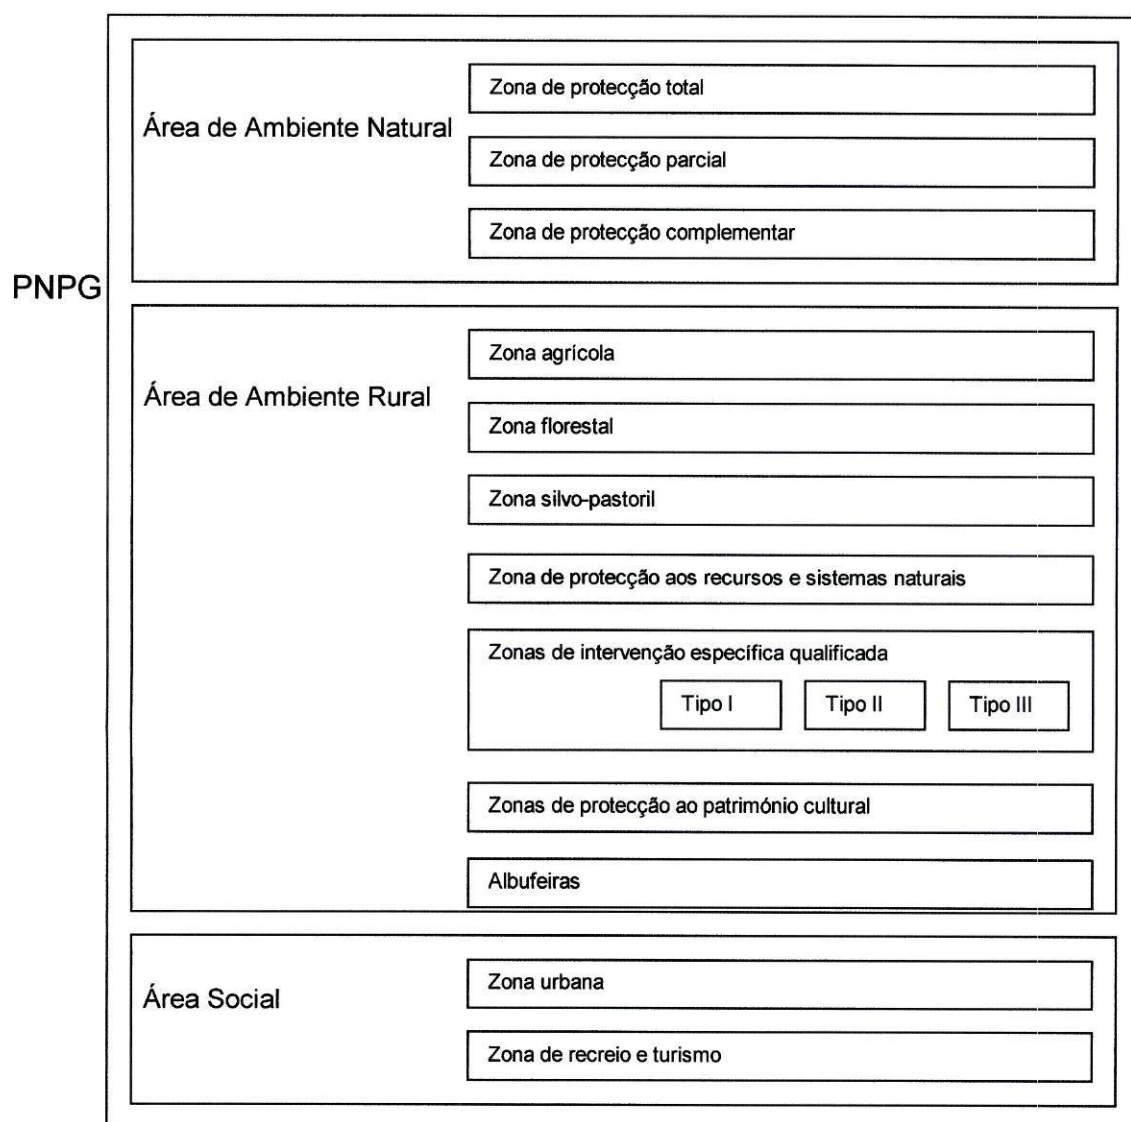 Zona de protecção total
Área de Ambiente Natural
Zona de protecção parcial
Zona de protecção complementar
PNPG
Zona agrícola
Área de Ambiente Rural
Zona florestal
Zona silvo-pastoril
Zona de protecção aos recursos e sistemas naturais
Zonas de intervenção específica qualificada
Tipo I Tipo II Tipo III
Zonas de protecção ao património cultural
Albufeiras
Zona urbana
Área Social
Zona de recreio e turismo